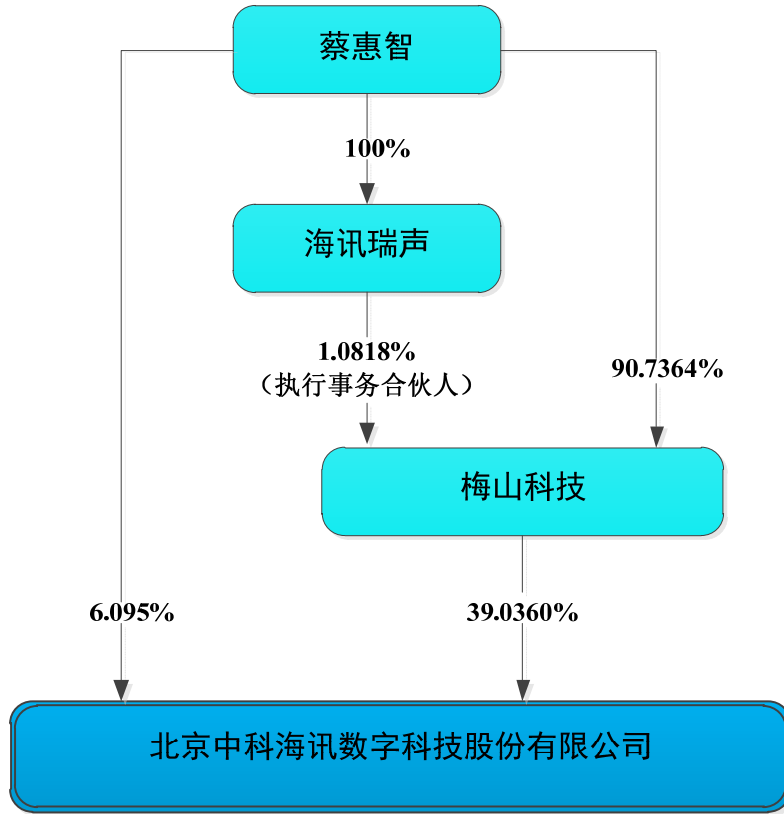 蔡惠智
100%
海讯瑞声
1.0818%
（执行事务合伙人）
90.7364%
梅山科技
6.095%
39.0360%
北京中科海讯数字科技股份有限公司